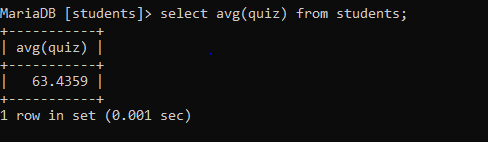 MariaDB [students]> select avg(quiz) from students;
+-----------+
| avg(quiz) |
+-----------+
|   63.4359 |
+-----------+
1 row in set (0.001 sec)